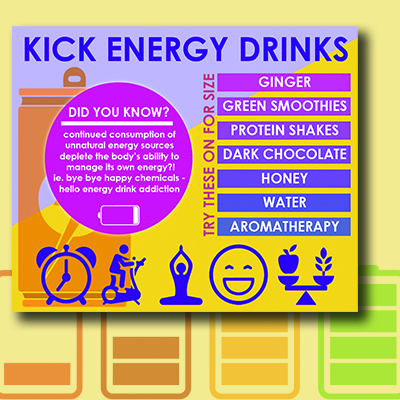 KICK ENERGY DRINKS
DID YOU KNOW?
continued consumption of
unnatural energy sources
deplete the body's ability to
manage its own energy?!
ie. bye bye happy chemicals -
hello energy drink addiction
TRY THESE ON FOR SIZE
GINGER
GREEN SMOOTHIES
PROTEIN SHAKES
DARK CHOCOLATE
HONEY
WATER
AROMATHERAPY